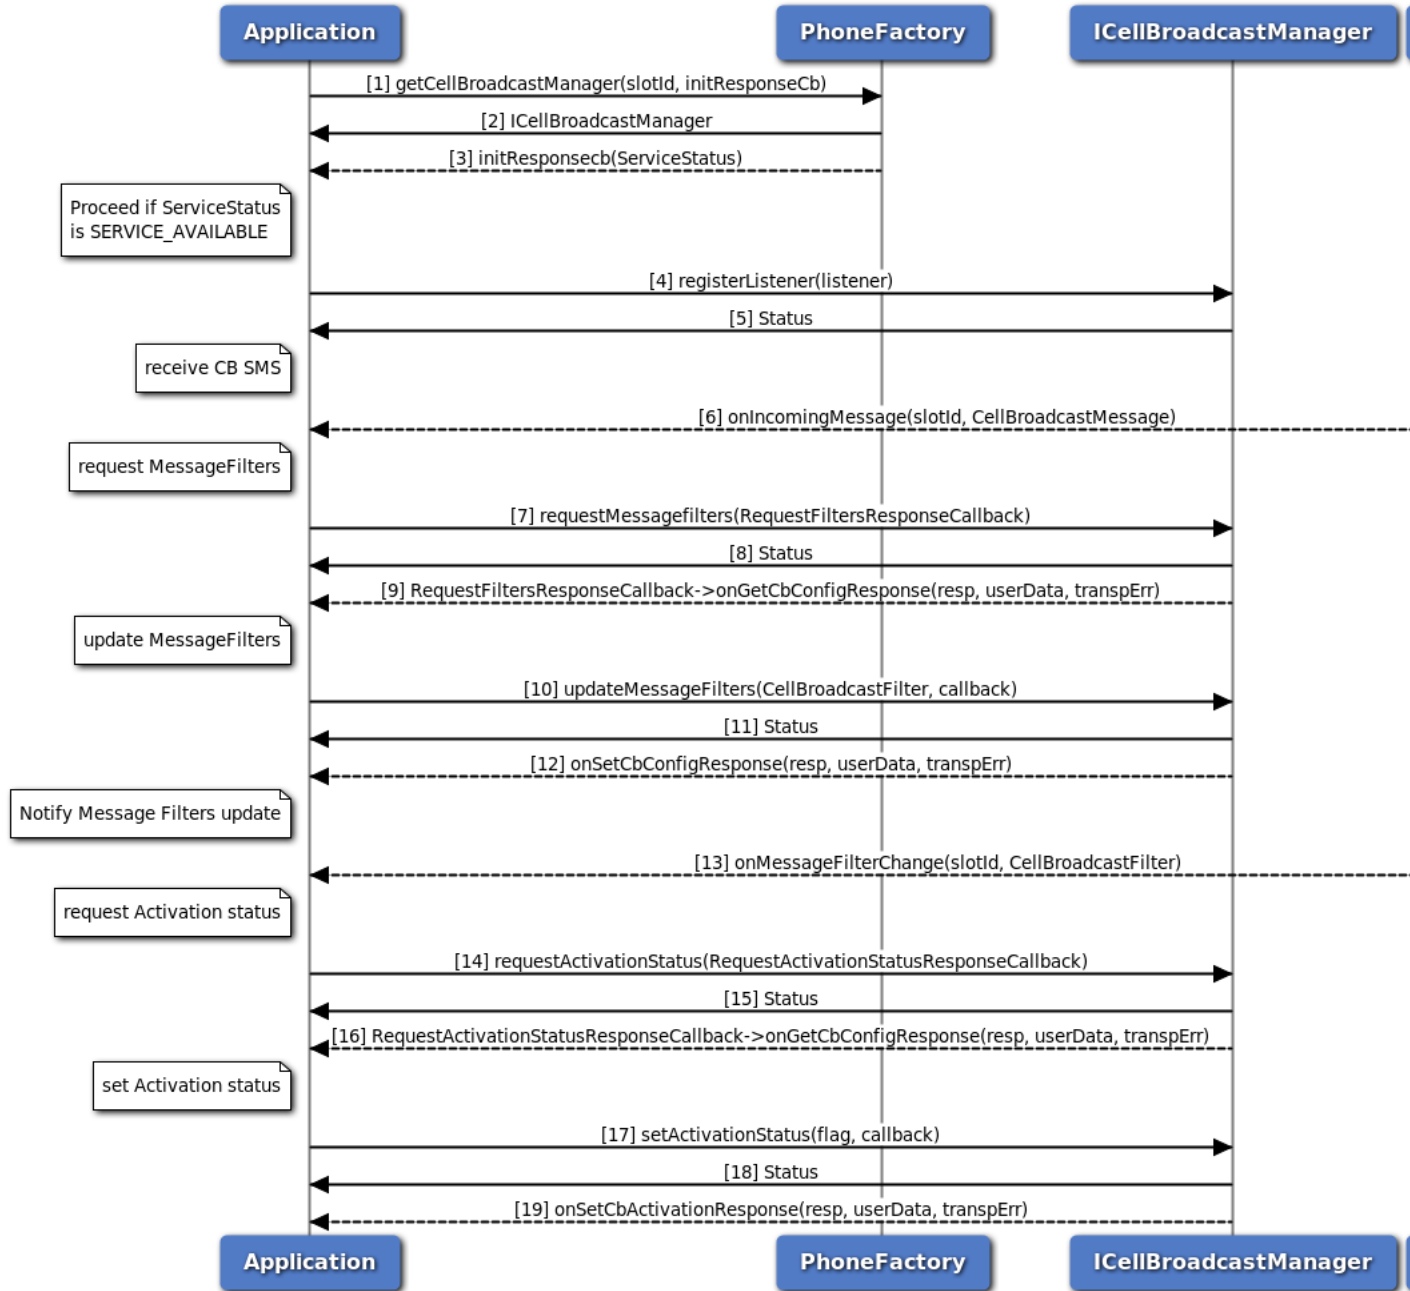 Application
PhoneFactory
ICellBroadcastManager
[1] getCellBroadcastManager(slotId, initResponseCb)
[2] ICellBroadcastManager
[3] initResponsecb(ServiceStatus)
Proceed if ServiceStatus
is SERVICE_AVAILABLE
[4] registerListener(listener)
[5] Status
receive CB SMS
[6] onIncomingMessage(slotId, CellBroadcastMessage)
request MessageFilters
[7] requestMessagefilters(RequestFiltersResponseCallback)
[8] Status
[9] RequestFiltersResponseCallback->onGetCbConfigResponse(resp, userData, transpErr)
update MessageFilters
[10] updateMessageFilters(CellBroadcastFilter, callback)
[11] Status
[12] onSetCbConfigResponse(resp, userData, transpErr)
Notify Message Filters update
[13] onMessageFilterChange(slotId, CellBroadcastFilter)
request Activation status
[14] requestActivationStatus(RequestActivationStatusResponseCallback)
[15] Status
[16] RequestActivationStatusResponseCallback->onGetCbConfigResponse(resp, userData, transpErr)
set Activation status
[17] setActivationStatus(flag, callback)
[18] Status
[19] onSetCbActivationResponse(resp, userData, transpErr)
Application
PhoneFactory
ICellBroadcastManager